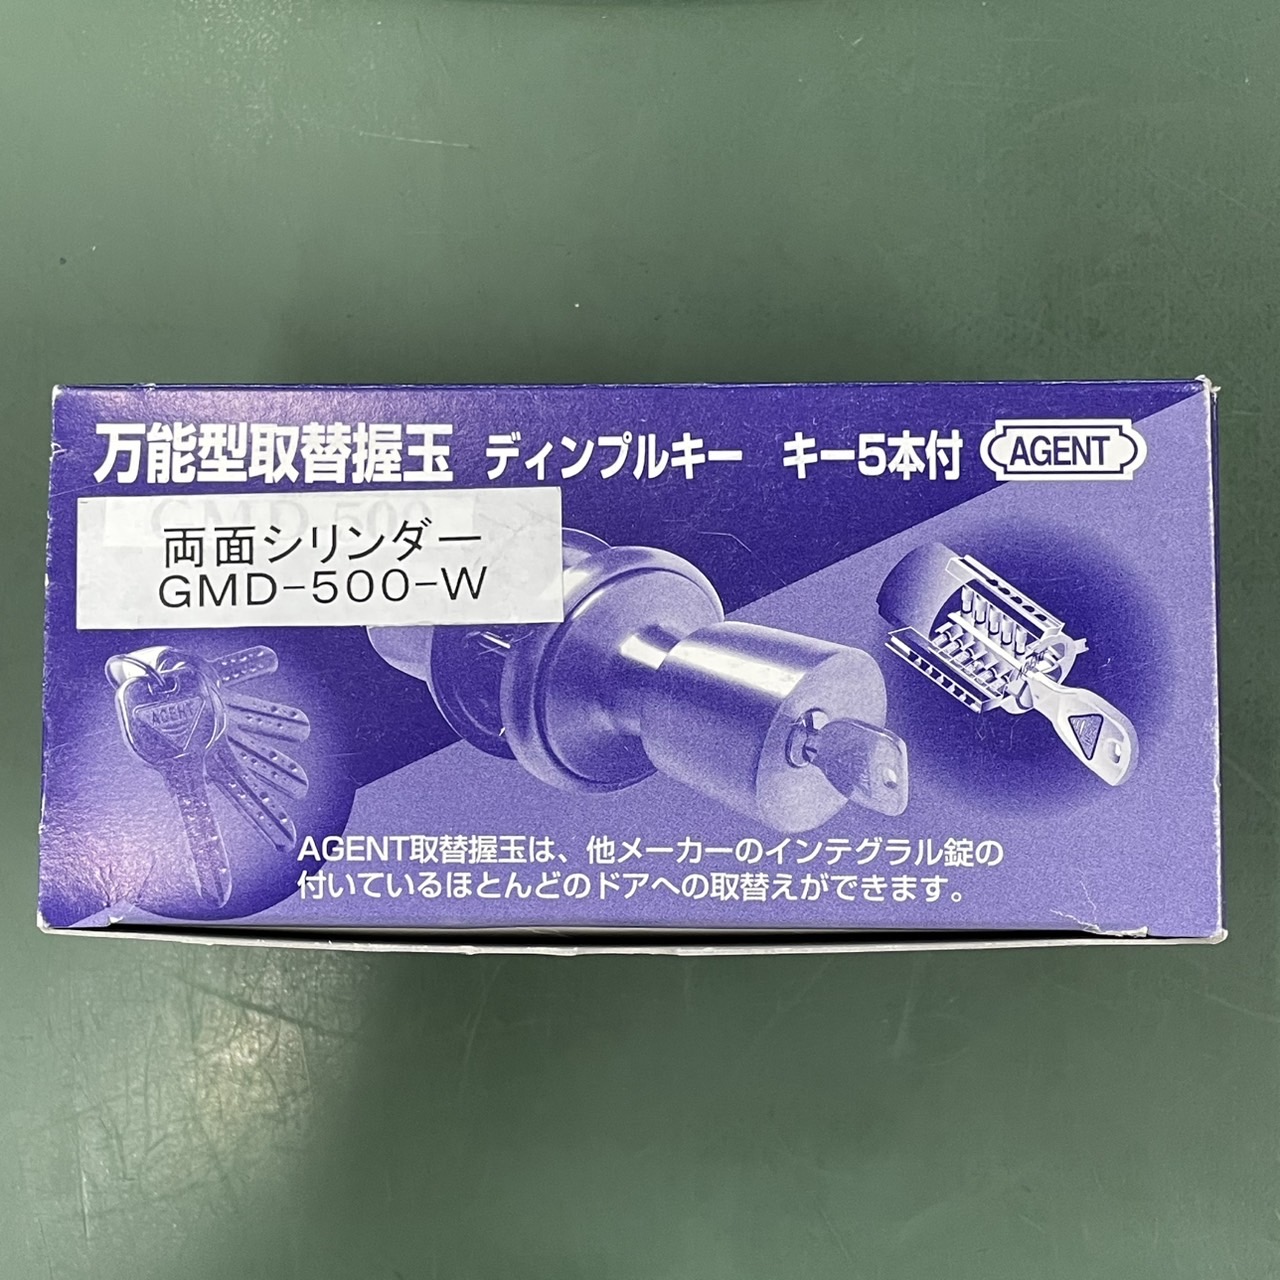 万能型取替握玉 ディンプルキー キー5本付 AGENT
GMD-500
両面シリンダー
GMD-500-W
AGENT
AGENT取替握玉は、他メーカーのインテグラル錠の
付いているほとんどのドアへの取替えができます。